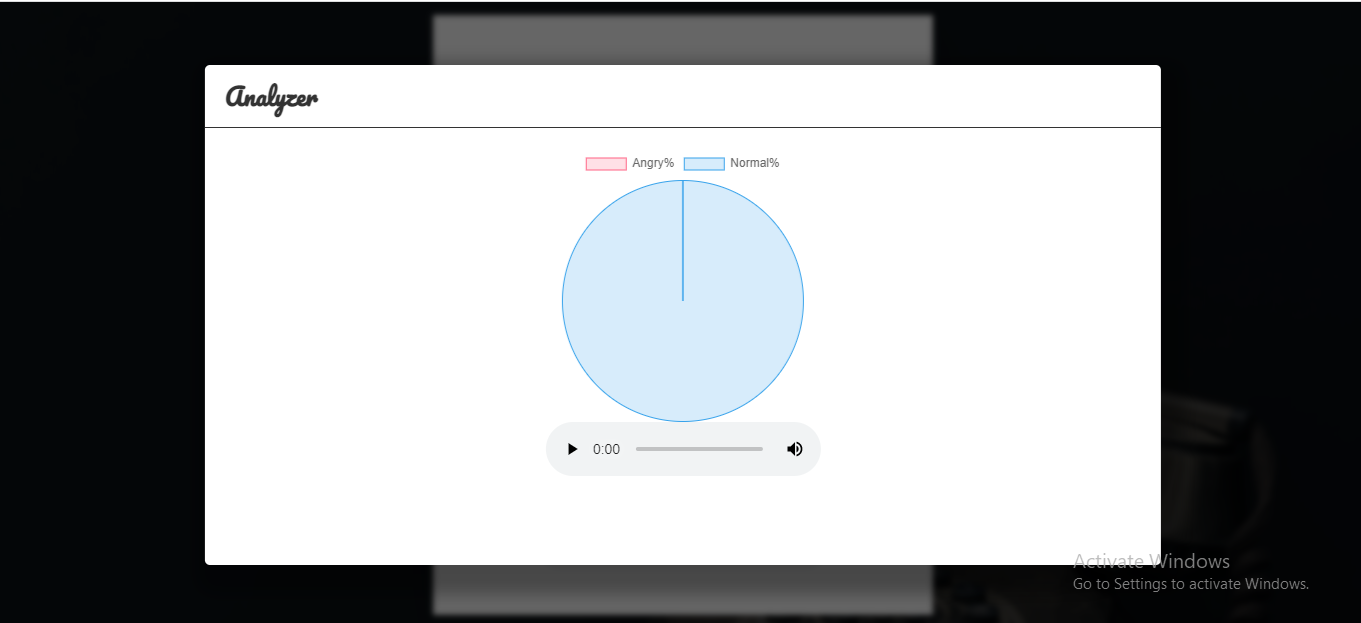 Analyzer
Angry% Normal%
0:00
Activate Windows
Go to Settings to activate Windows.